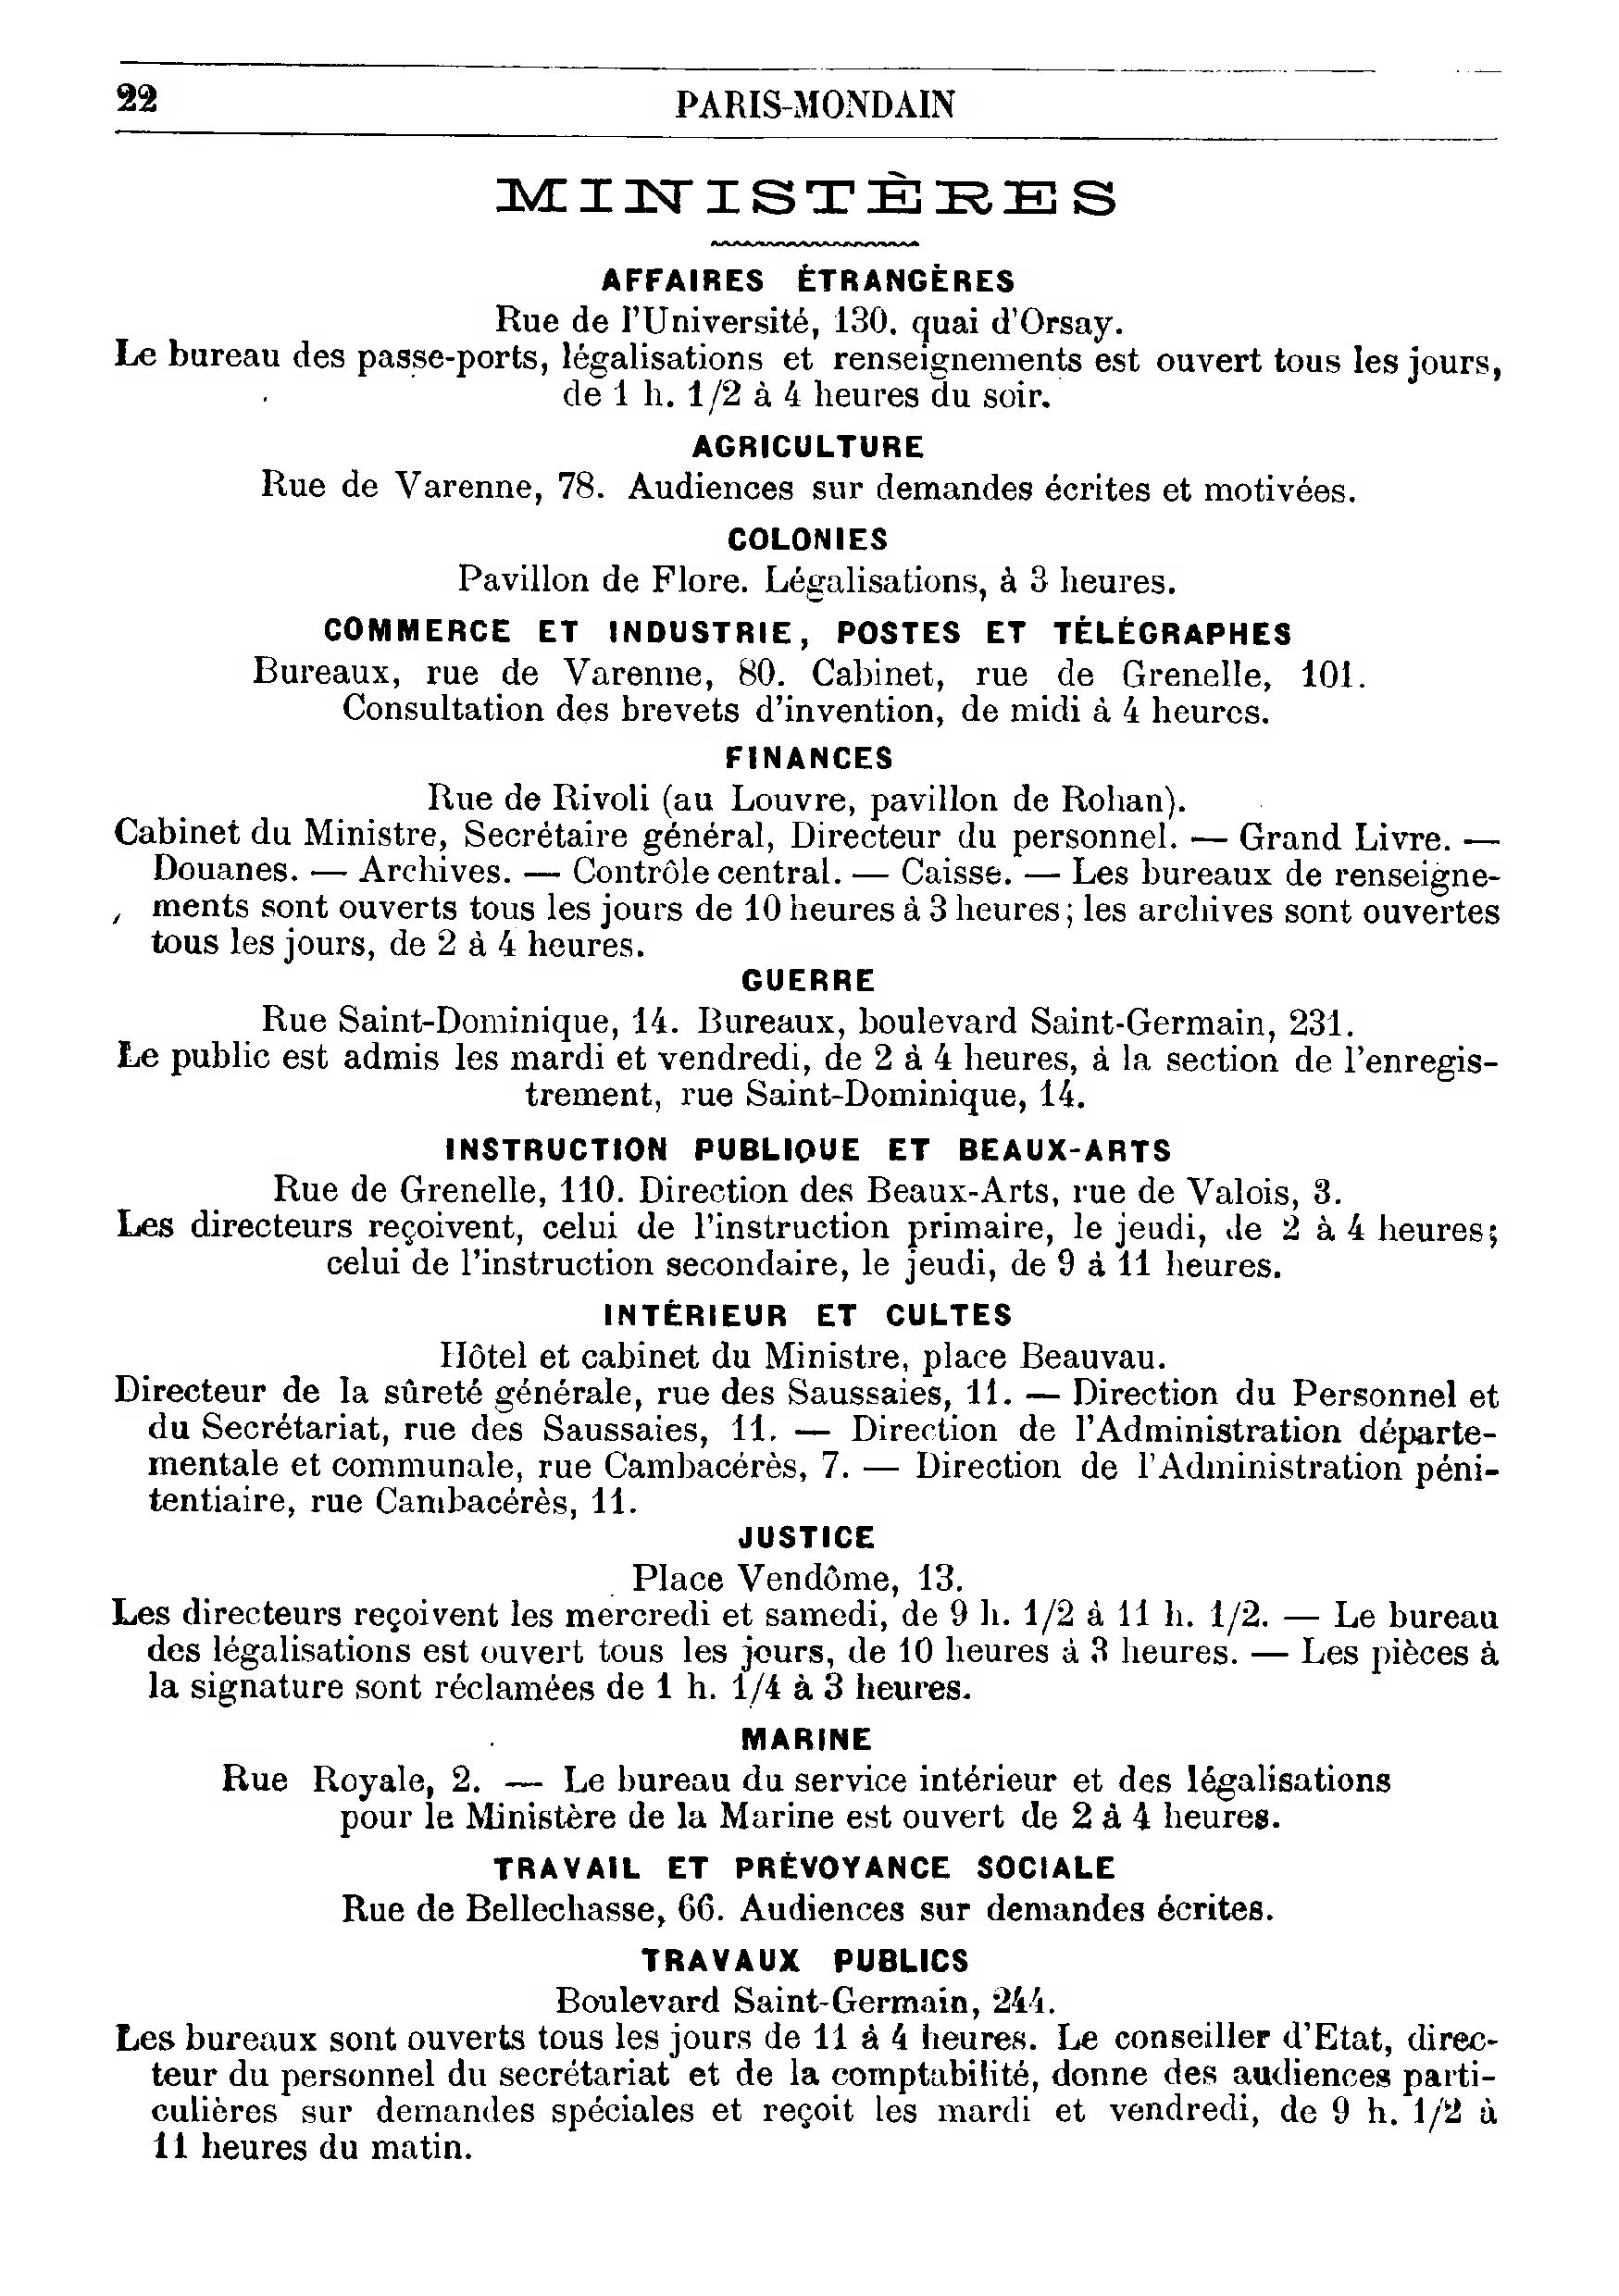 22
PARIS-MONDAIN
MINISTÈRES
AFFAIRES ÉTRANGÈRES
Rue de l'Université, 130. quai d'Orsay.
Le bureau des passe-ports, légalisations et renseignements est ouvert tous les jours,
de 1 h. 1/2 à 4 heures du soir.
AGRICULTURE
Rue de Varenne, 78. Audiences sur demandes écrites et motivées.
COLONIES
Pavillon de Flore. Légalisations, à 3 heures.
COMMERCE ET INDUSTRIE, POSTES ET TÉLÉGRAPHES
Bureaux, rue de Varenne, 80. Cabinet, rue de Grenelle, 101.
Consultation des brevets d'invention, de midi à 4 heures.
FINANCES
Rue de Rivoli (au Louvre, pavillon de Rohan).
Cabinet du Ministre, Secrétaire général, Directeur du personnel. — Grand Livre. —
Douanes. — Archives. — Contrôle central. — Caisse. — Les bureaux de renseigne-
ments sont ouverts tous les jours de 10 heures à 3 heures; les archives sont ouvertes
tous les jours, de 2 à 4 heures.
GUERRE
Rue Saint-Dominique, 14. Bureaux, boulevard Saint-Germain, 231.
Le public est admis les mardi et vendredi, de 2 à 4 heures, à la section de l'enregis-
trement, rue Saint-Dominique, 14.
INSTRUCTION PUBLIQUE ET BEAUX-ARTS
Rue de Grenelle, 110. Direction des Beaux-Arts, rue de Valois, 3.
Les directeurs reçoivent, celui de l'instruction primaire, le jeudi, de 2 à 4 heures;
celui de l'instruction secondaire, le jeudi, de 9 à 11 heures.
INTÉRIEUR ET CULTES
Hôtel et cabinet du Ministre, place Beauvau.
Directeur de la sûreté générale, rue des Saussaies, 11. — Direction du Personnel et
du Secrétariat, rue des Saussaies, 11. — Direction de l'Administration départe-
mentale et communale, rue Cambacérès, 7. — Direction de l'Administration péni-
tentiaire, rue Cambacérès, 11.
JUSTICE
Place Vendôme, 13.
Les directeurs reçoivent les mercredi et samedi, de 9 h. 1/2 à 11 h. 1/2. — Le bureau
des légalisations est ouvert tous les jours, de 10 heures à 3 heures. — Les pièces à
la signature sont réclamées de 1 h. 1/4 à 3 heures.
MARINE
Rue Royale, 2. — Le bureau du service intérieur et des légalisations
pour le Ministère de la Marine est ouvert de 2 à 4 heures.
TRAVAIL ET PRÉVOYANCE SOCIALE
Rue de Bellechasse, 66. Audiences sur demandes écrites.
TRAVAUX PUBLICS
Boulevard Saint-Germain, 244.
Les bureaux sont ouverts tous les jours de 11 à 4 heures. Le conseiller d'Etat, direc-
teur du personnel du secrétariat et de la comptabilité, donne des audiences parti-
culières sur demandes spéciales et reçoit les mardi et vendredi, de 9 h. 1/2 à
11 heures du matin.